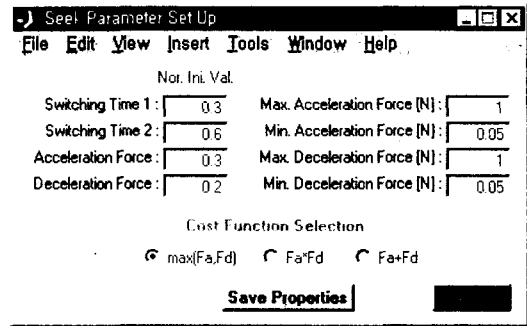 Seek Parameter Set Up
File Edit View Insert Tools Window Help
Nor. Ini. Val.
Switching Time 1 : 0.3 Max. Acceleration Force [N] : 1
Switching Time 2 : 0.6 Min. Acceleration Force [N] : 0.05
Acceleration Force : 0.3 Max. Deceleration Force [N] : 1
Deceleration Force : 0.2 Min. Deceleration Force [N] : 0.05
Cost Function Selection
max(Fa,Fd) Fa*Fd Fa+Fd
Save Properties